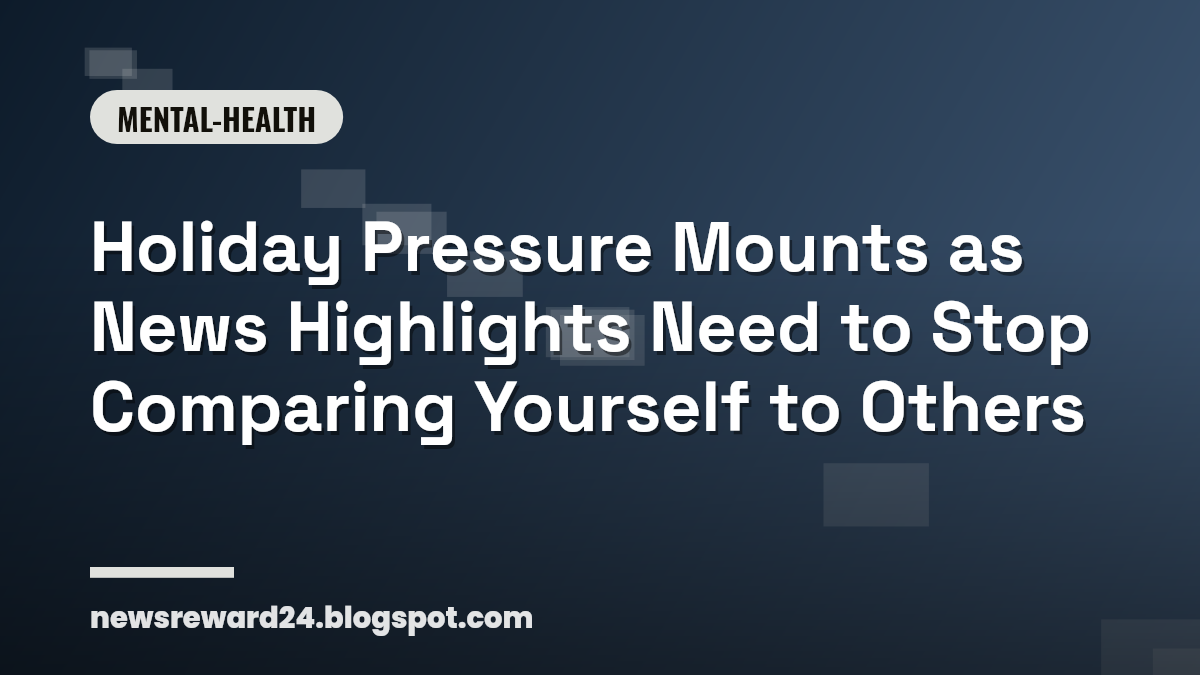 MENTAL-HEALTH
Holiday Pressure Mounts as
News Highlights Need to Stop
Comparing Yourself to Others
newsreward24.blogspot.com